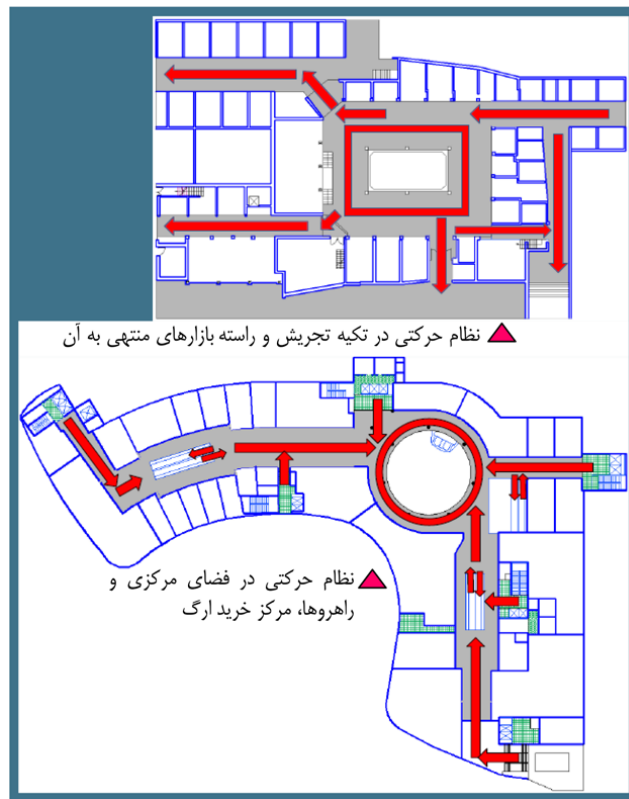 نظام حرکتی در تکیه تجریش و راسته بازارهای منتهی به آن
نظام حرکتی در فضای مرکزی و
راهروها، مرکز خرید ارگ